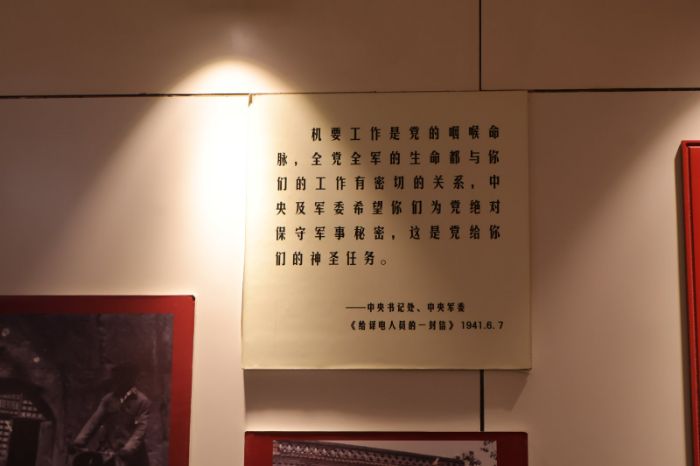 机要工作是党的咽喉命
脉，全党全军的生命都与你
们的工作有密切的关系，中
央及军委希望你们为党绝对
保守军事秘密，这是党给你
们的神圣任务。
——中央书记处、中央军委
《给译电人员的一封信》1941.6.7